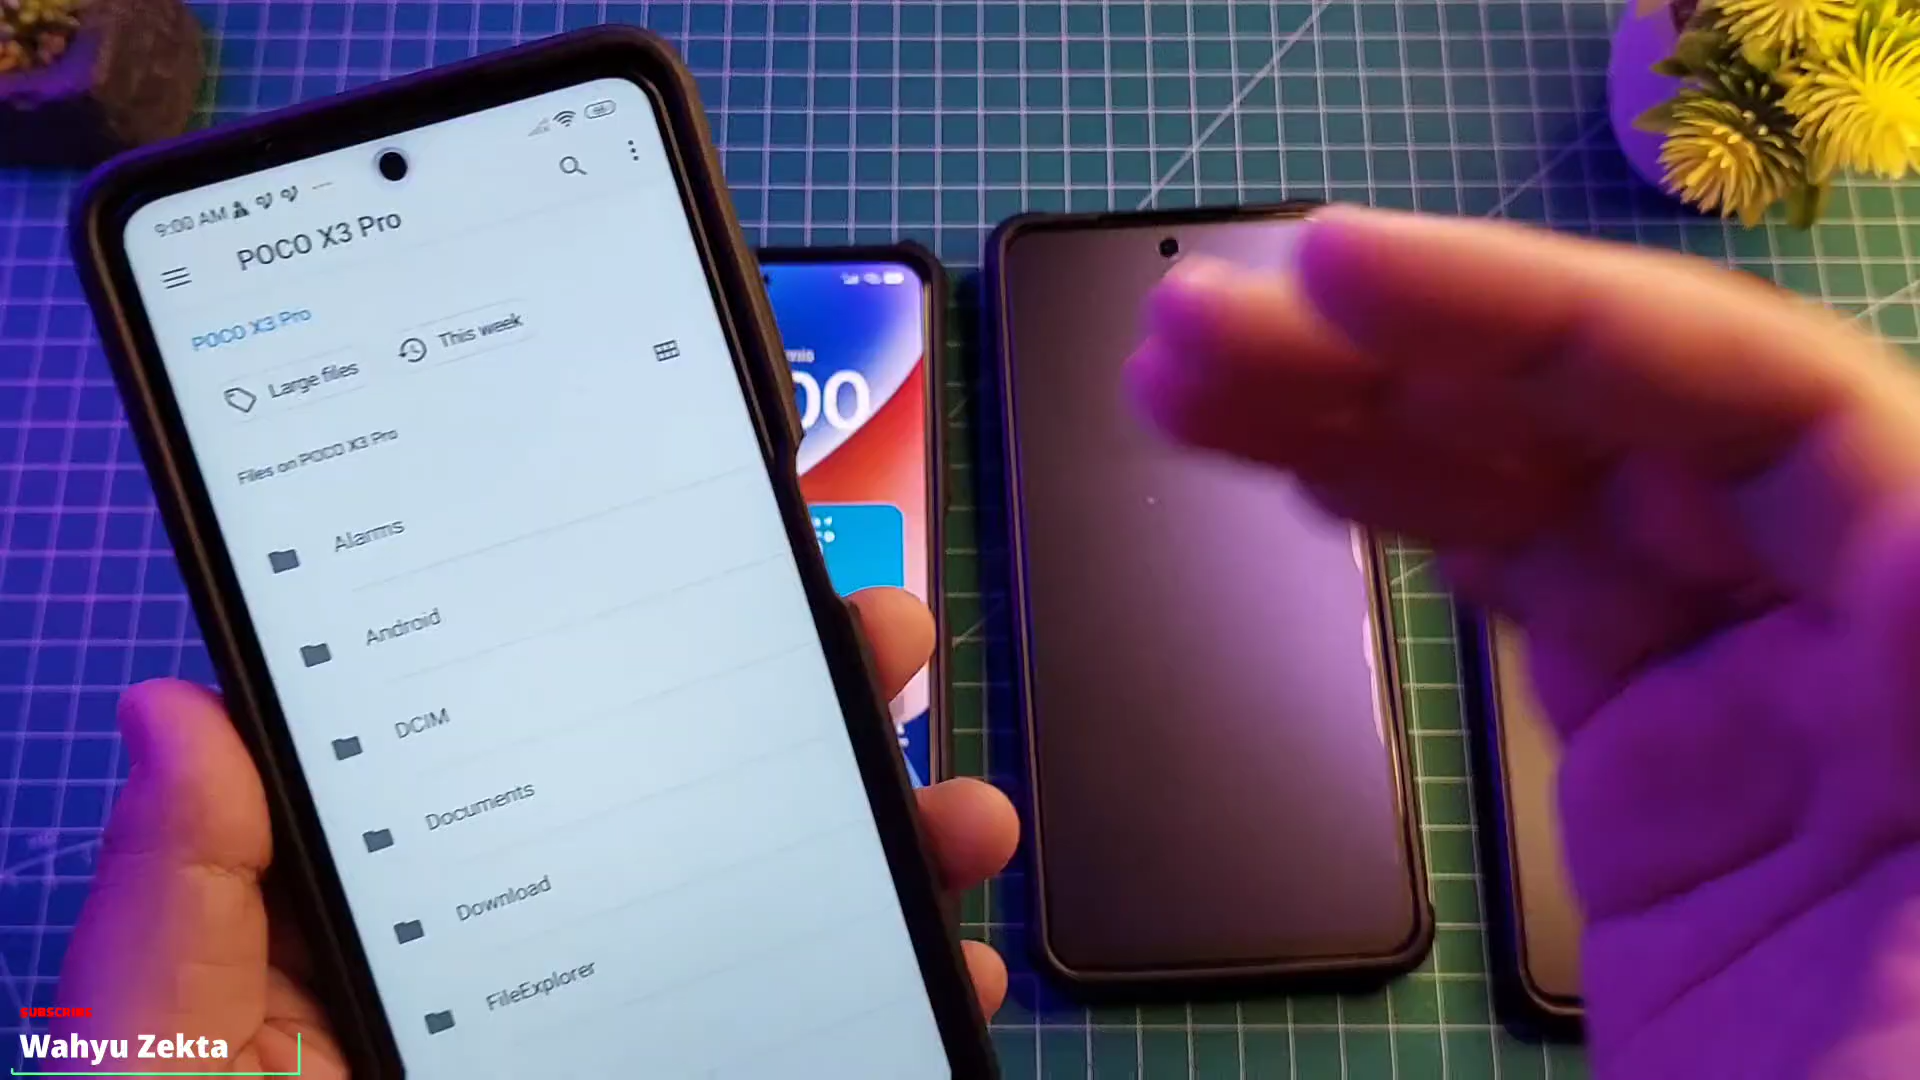 9:00 AM
POCO X3 Pro
POCO X3 Pro
Large files
This week
Files on POCO X3 Pro
Alarms
Android
DCIM
Documents
Download
FileExplorer
00
SUBSCRIBE
Wahyu Zekta